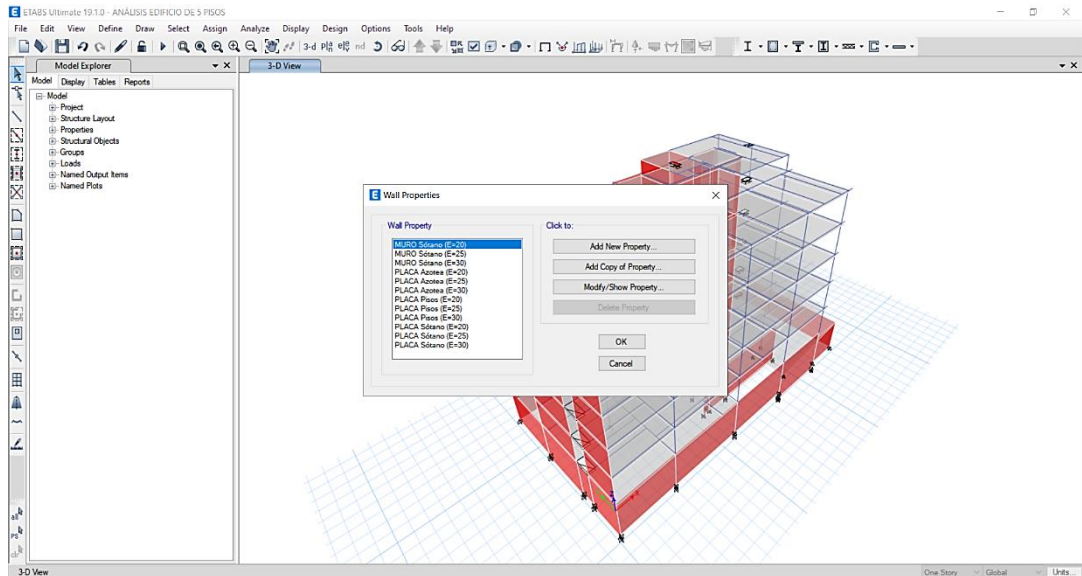 ETABS Ultimate 19.1.0 - ANÁLISIS EDIFICIO DE 5 PISOS
File Edit View Define Draw Select Assign Analyze Display Design Options Tools Help
3-d
nd
Model Explorer
3-D View
Model Display Tables Reports
Model
Project
Structure Layout
Properties
Structural Objects
Groups
Loads
Named Output Items
Named Plots
Wall Properties
Wall Property
MURO Sótano (E=20)
MURO Sótano (E=25)
MURO Sótano (E=30)
PLACA Azotea (E=20)
PLACA Azotea (E=25)
PLACA Azotea (E=30)
PLACA Pisos (E=20)
PLACA Pisos (E=25)
PLACA Pisos (E=30)
PLACA Sótano (E=20)
PLACA Sótano (E=25)
PLACA Sótano (E=30)
Click to:
Add New Property...
Add Copy of Property...
Modify/Show Property...
Delete Property
OK
Cancel
all
ps
clr
3-D View
One Story
Global
Units...